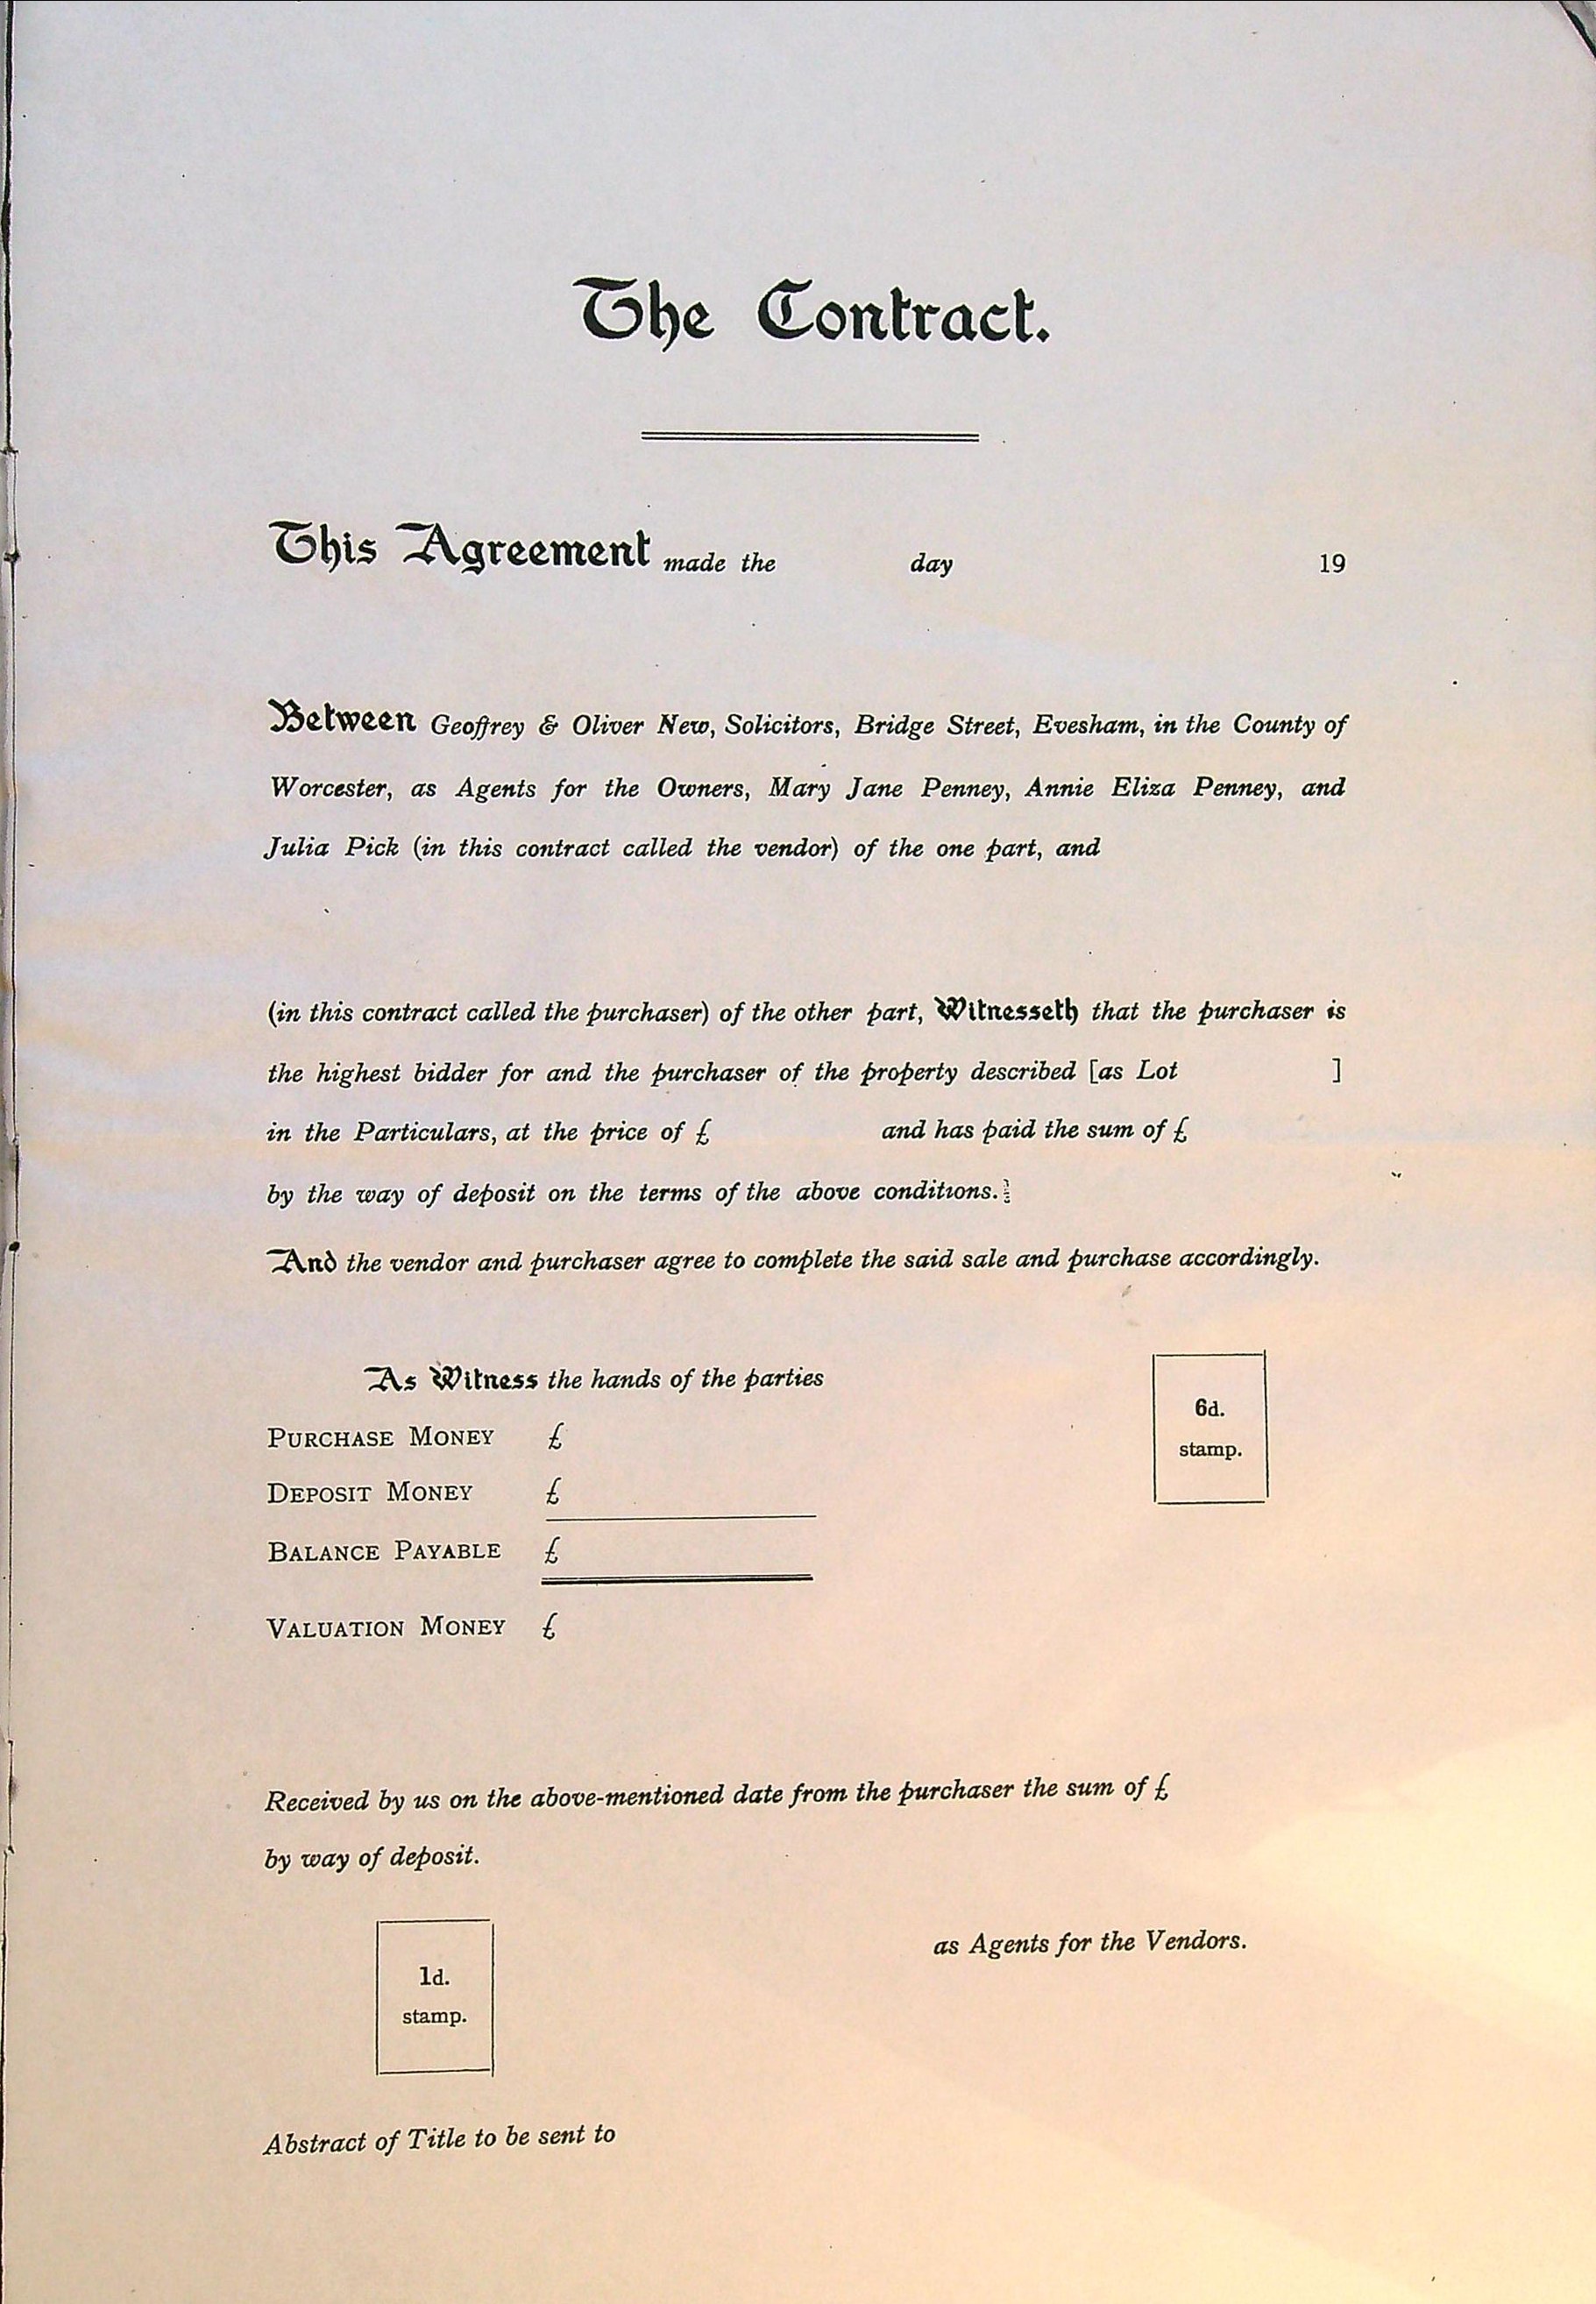 The Contract.
This Agreement made the day 19
Between Geoffrey & Oliver New, Solicitors, Bridge Street, Evesham, in the County of
Worcester, as Agents for the Owners, Mary Jane Penney, Annie Eliza Penney, and
Julia Pick (in this contract called the vendor) of the one part, and
(in this contract called the purchaser) of the other part, Witnesseth that the purchaser is
the highest bidder for and the purchaser of the property described [as Lot ]
in the Particulars, at the price of £ and has paid the sum of £
by the way of deposit on the terms of the above conditions.
And the vendor and purchaser agree to complete the said sale and purchase accordingly.
As Witness the hands of the parties
PURCHASE MONEY £
DEPOSIT MONEY £
BALANCE PAYABLE £
VALUATION MONEY £
6d.
stamp.
Received by us on the above-mentioned date from the purchaser the sum of £
by way of deposit.
as Agents for the Vendors.
1d.
stamp.
Abstract of Title to be sent to